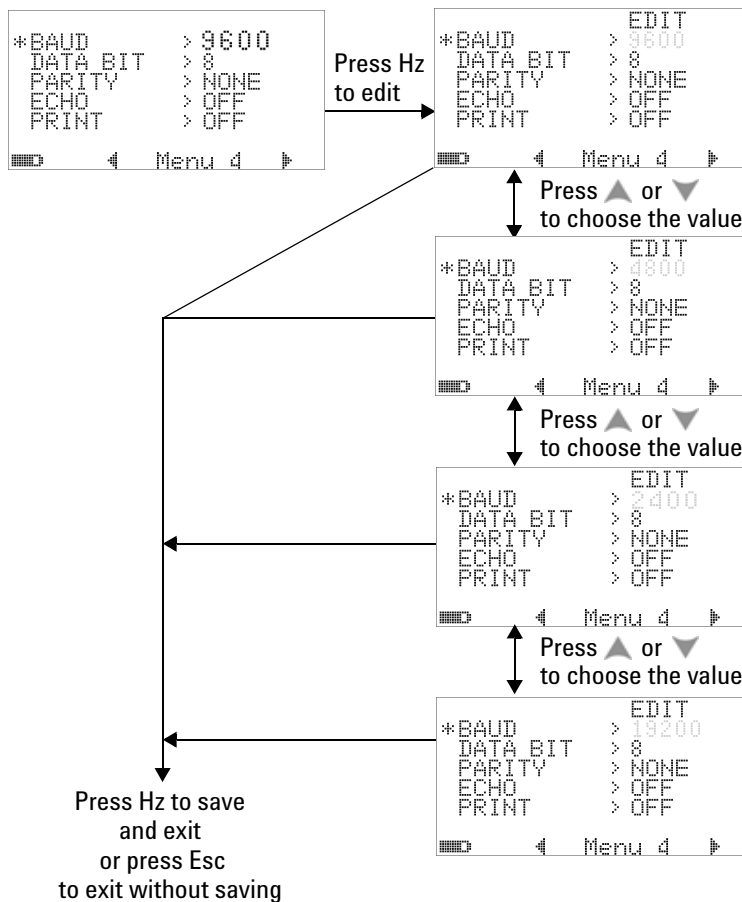 *BAUD > 9600
DATA BIT > 8
PARITY > NONE
ECHO > OFF
PRINT > OFF
Menu 4
Press Hz
to edit
EDIT
*BAUD > 9600
DATA BIT > 8
PARITY > NONE
ECHO > OFF
PRINT > OFF
Menu 4
Press ▲ or ▼
to choose the value
EDIT
*BAUD > 4800
DATA BIT > 8
PARITY > NONE
ECHO > OFF
PRINT > OFF
Menu 4
Press ▲ or ▼
to choose the value
EDIT
*BAUD > 2400
DATA BIT > 8
PARITY > NONE
ECHO > OFF
PRINT > OFF
Menu 4
Press ▲ or ▼
to choose the value
EDIT
*BAUD > 19200
DATA BIT > 8
PARITY > NONE
ECHO > OFF
PRINT > OFF
Menu 4
Press Hz to save
and exit
or press Esc
to exit without saving